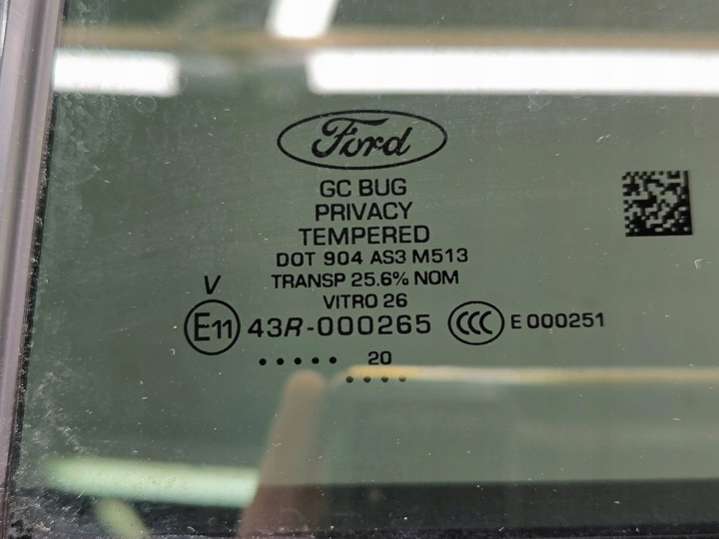 Ford
GC BUG
PRIVACY
TEMPERED
DOT 904 AS3 M513
TRANSP 25.6% NOM
VITRO 26
V
E11 43R-000265 CCC E 000251
20